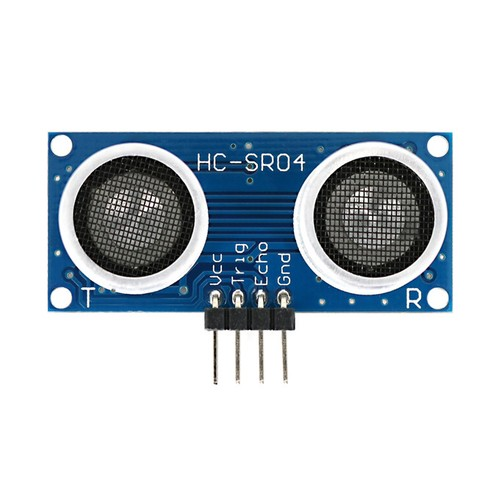 HC-SR04
Vcc
Trig
Echo
Gnd
T
R